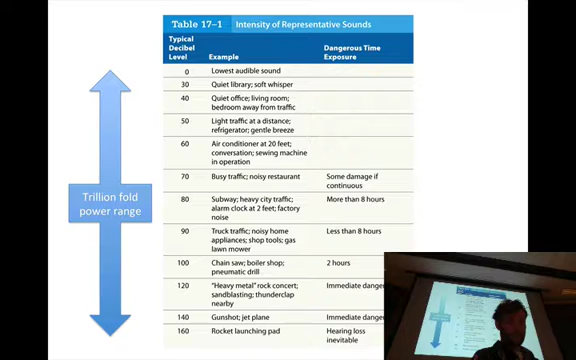 Table 17–1 Intensity of Representative Sounds
Typical
Decibel
Level Example Dangerous Time
Exposure
0 Lowest audible sound
30 Quiet library; soft whisper
40 Quiet office; living room;
bedroom away from traffic
50 Light traffic at a distance;
refrigerator; gentle breeze
60 Air conditioner at 20 feet;
conversation; sewing machine
in operation
70 Busy traffic; noisy restaurant Some damage if
continuous
80 Subway; heavy city traffic; More than 8 hours
alarm clock at 2 feet; factory
noise
Trillion fold
power range
90 Truck traffic; noisy home Less than 8 hours
appliances; shop tools; gas
lawn mower
100 Chain saw; boiler shop; 2 hours
pneumatic drill
120 "Heavy metal" rock concert; Immediate danger
sandblasting; thunderclap
nearby
140 Gunshot; jet plane Immediate danger
160 Rocket launching pad Hearing loss
inevitable